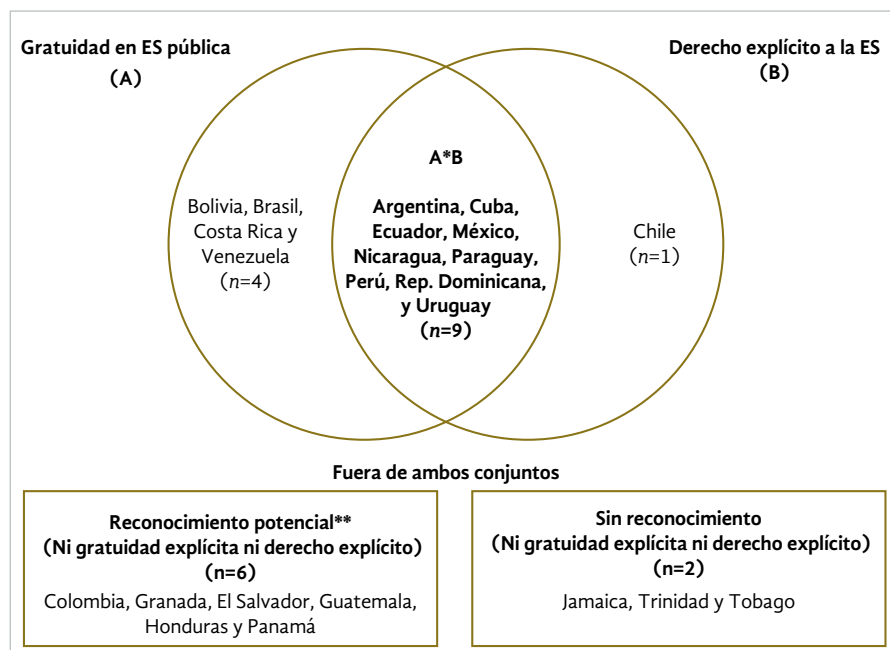 Gratuidad en ES pública
(A)
Derecho explícito a la ES
(B)
A*B
Bolivia, Brasil,
Costa Rica y
Venezuela
(n=4)
Argentina, Cuba,
Ecuador, México,
Nicaragua, Paraguay,
Perú, Rep. Dominicana,
y Uruguay
(n=9)
Chile
(n=1)
Fuera de ambos conjuntos
Reconocimiento potencial**
(Ni gratuidad explícita ni derecho explícito)
(n=6)
Colombia, Granada, El Salvador, Guatemala,
Honduras y Panamá
Sin reconocimiento
(Ni gratuidad explícita ni derecho explícito)
(n=2)
Jamaica, Trinidad y Tobago